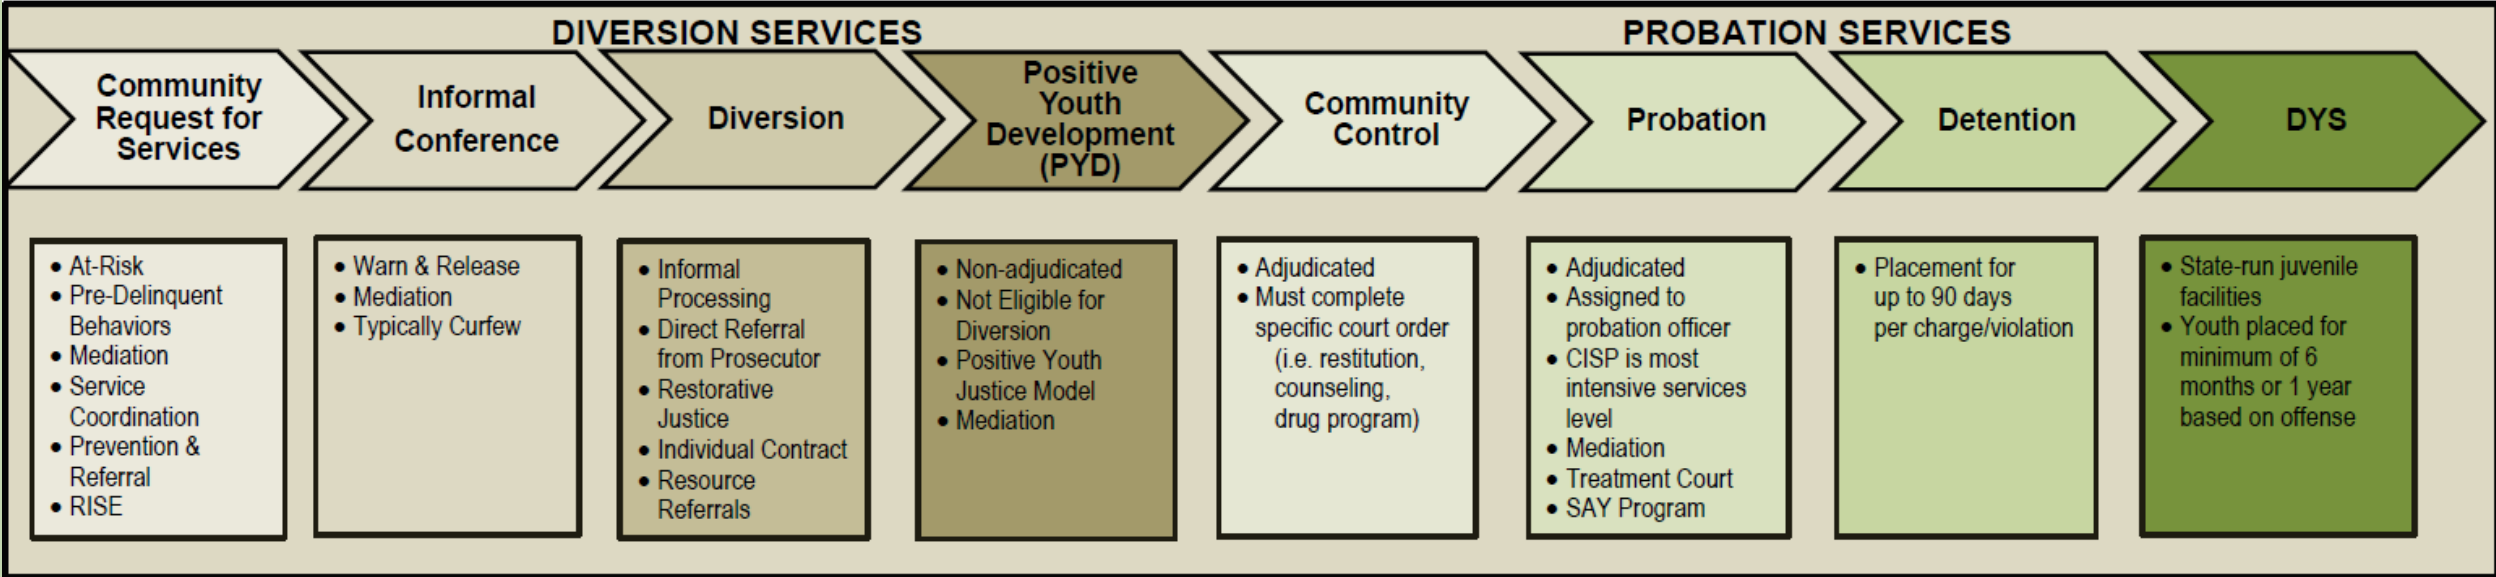 DIVERSION SERVICES
PROBATION SERVICES
Community
Request for
Services
Informal
Conference
Diversion
Positive
Youth
Development
(PYD)
Community
Control
Probation
Detention
DYS
• At-Risk
• Pre-Delinquent
Behaviors
• Mediation
• Service
Coordination
• Prevention &
Referral
• RISE
• Warn & Release
• Mediation
• Typically Curfew
• Informal
Processing
• Direct Referral
from Prosecutor
• Restorative
Justice
• Individual Contract
• Resource
Referrals
• Non-adjudicated
• Not Eligible for
Diversion
• Positive Youth
Justice Model
• Mediation
• Adjudicated
• Must complete
specific court order
(i.e. restitution,
counseling,
drug program)
• Adjudicated
• Assigned to
probation officer
• CISP is most
intensive services
level
• Mediation
• Treatment Court
• SAY Program
• Placement for
up to 90 days
per charge/violation
• State-run juvenile
facilities
• Youth placed for
minimum of 6
months or 1 year
based on offense